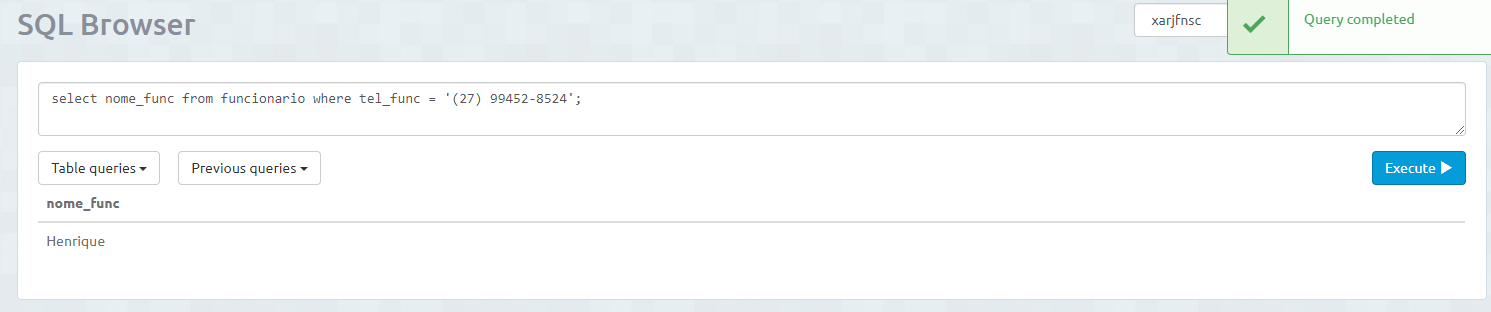 SQL Browser
xarjfnsc
Query completed
select nome_func from funcionario where tel_func = '(27) 99452-8524';
Table queries
Previous queries
Execute
nome_func
Henrique